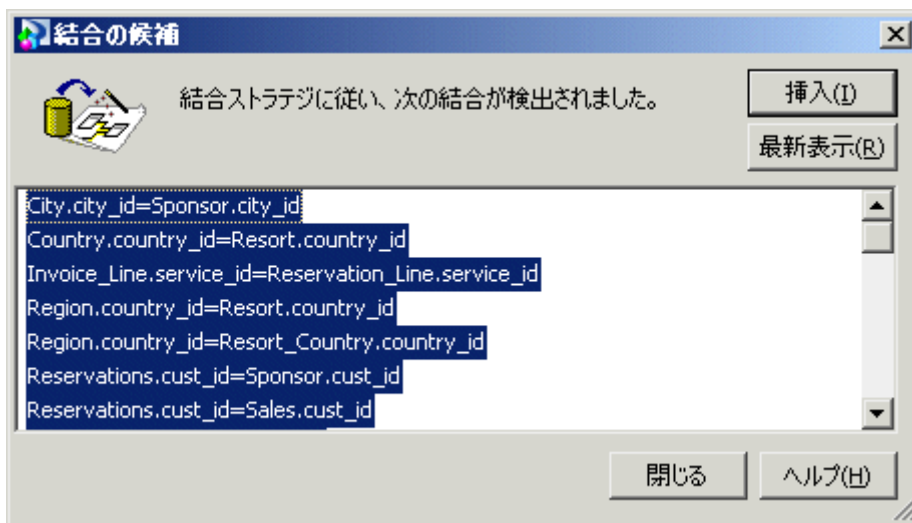 結合の候補
結合ストラテジに従い、次の結合が検出されました。
挿入(I)
最新表示(R)
City.city_id=Sponsor.city_id
Country.country_id=Resort.country_id
Invoice_Line.service_id=Reservation_Line.service_id
Region.country_id=Resort.country_id
Region.country_id=Resort_Country.country_id
Reservations.cust_id=Sponsor.cust_id
Reservations.cust_id=Sales.cust_id
閉じる
ヘルプ(H)